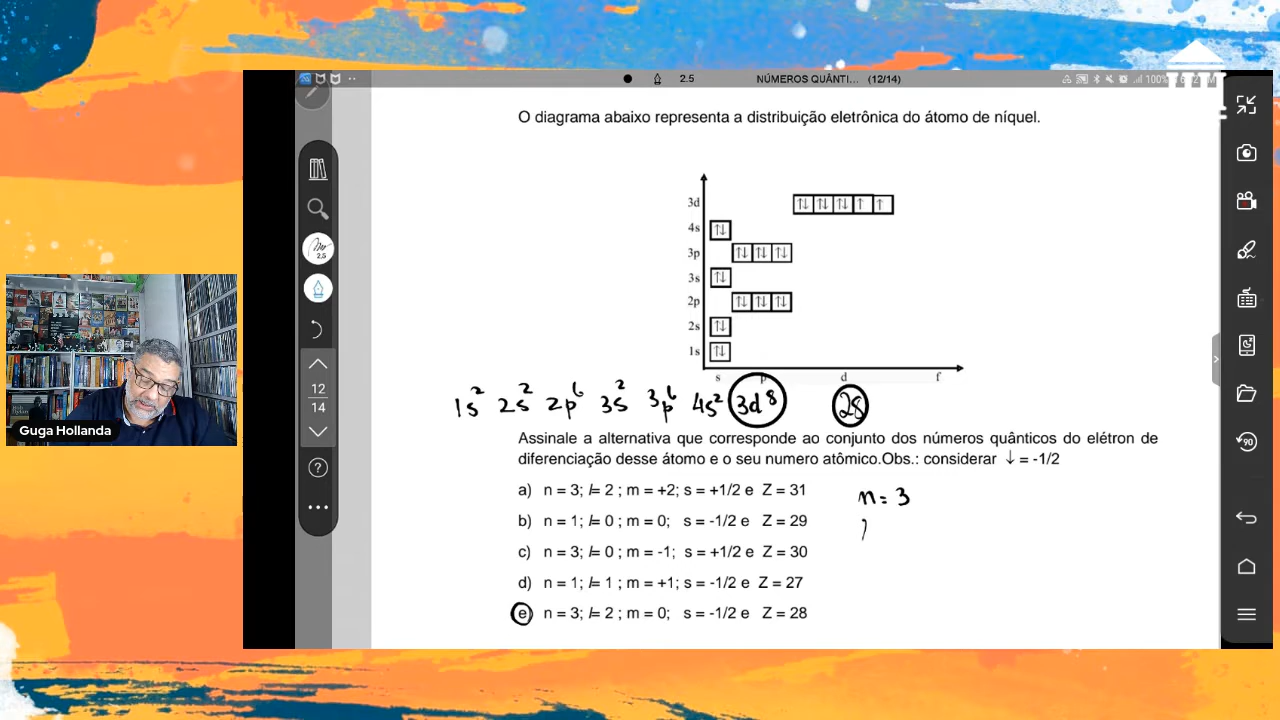 2.5 NÚMEROS QUÂNTI... (12/14) 100%
O diagrama abaixo representa a distribuição eletrônica do átomo de níquel.
3d ↑↓ ↑↓ ↑↓ ↑ ↑
4s ↑↓
3p ↑↓ ↑↓ ↑↓
3s ↑↓
2p ↑↓ ↑↓ ↑↓
2s ↑↓
1s ↑↓
s p d f
1s² 2s² 2p⁶ 3s² 3p⁶ 4s² 3d⁸ 28
Assinale a alternativa que corresponde ao conjunto dos números quânticos do elétron de
diferenciação desse átomo e o seu numero atômico.Obs.: considerar ↓ = -1/2
a) n = 3; l= 2 ; m = +2; s = +1/2 e Z = 31
n = 3
b) n = 1; l= 0 ; m = 0; s = -1/2 e Z = 29
c) n = 3; l= 0 ; m = -1; s = +1/2 e Z = 30
d) n = 1; l= 1 ; m = +1; s = -1/2 e Z = 27
e) n = 3; l= 2 ; m = 0; s = -1/2 e Z = 28
2.5
12
14
?
90
Guga Hollanda